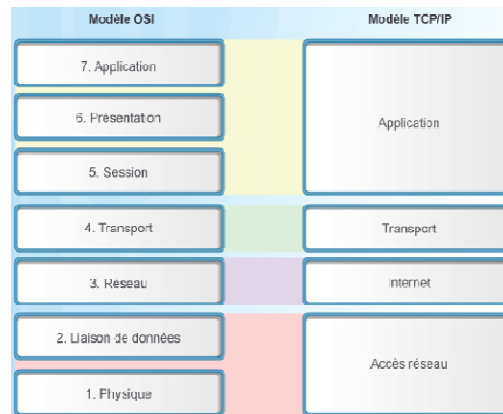 Modèle OSI
Modèle TCP/IP
7. Application
6. Présentation
5. Session
4. Transport
3. Réseau
2. Liaison de données
1. Physique
Application
Transport
Internet
Accès réseau